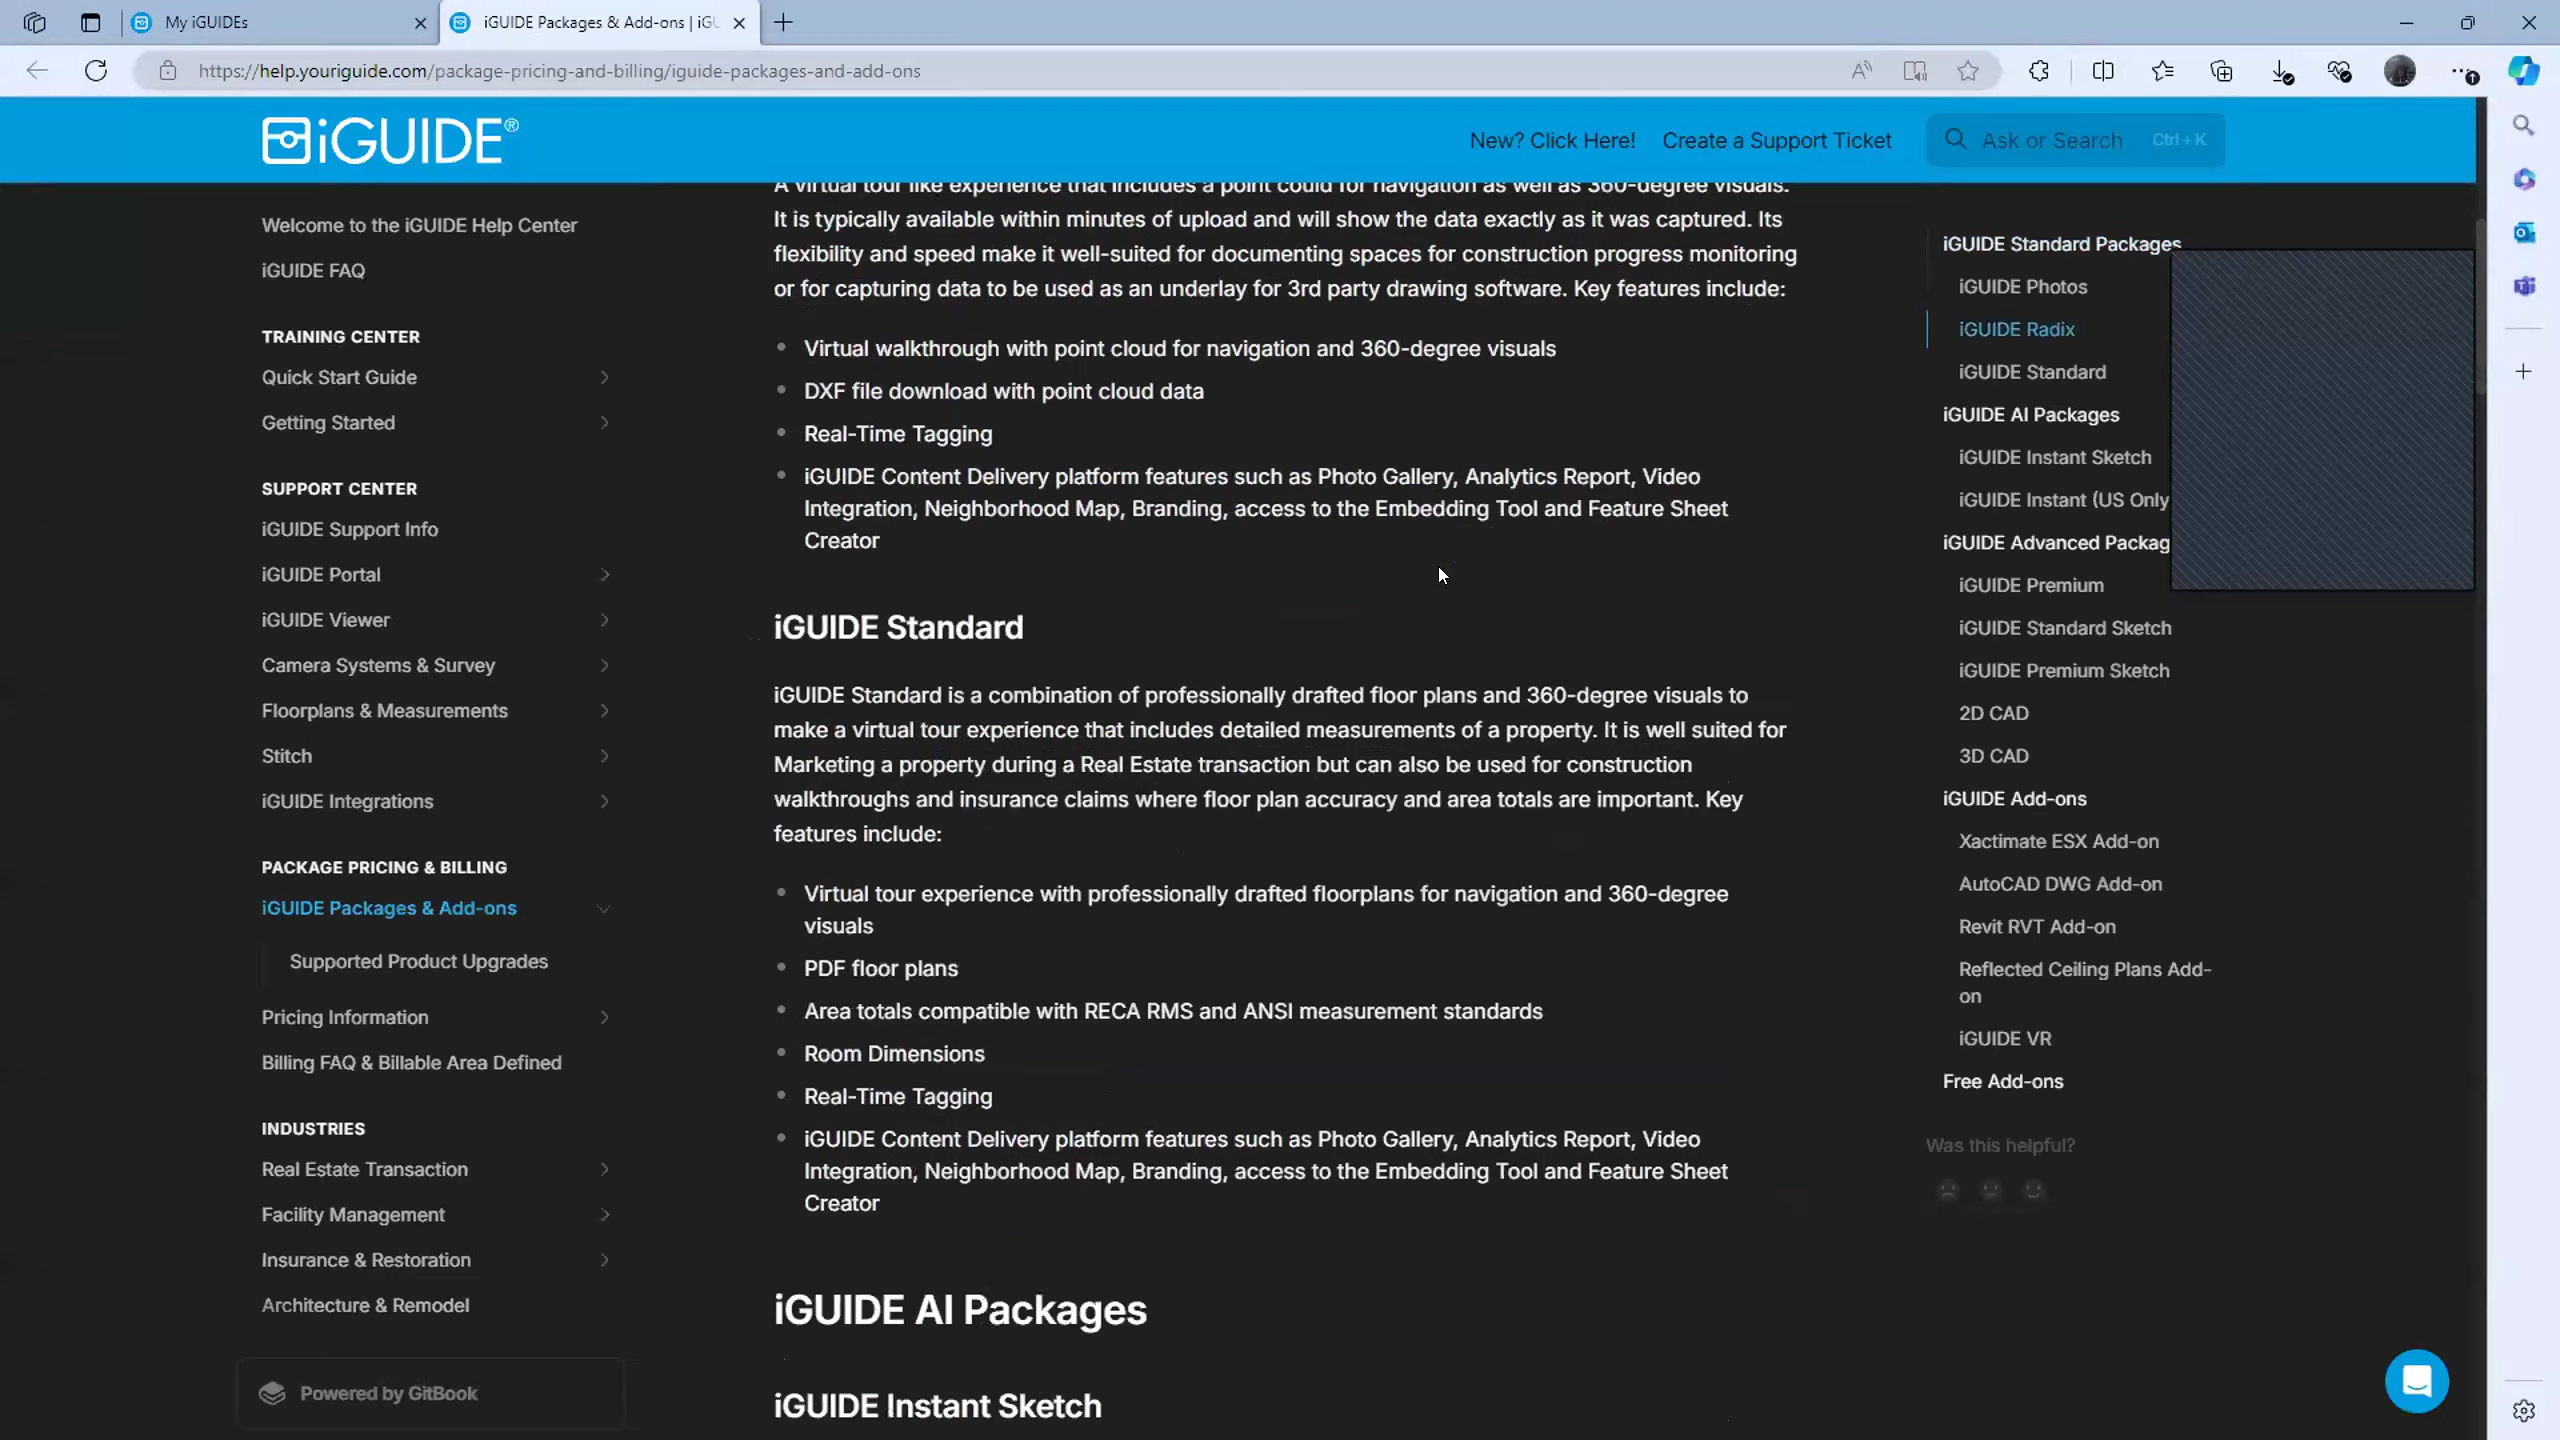 My iGUIDEs
iGUIDE Packages & Add-ons | iGU
https://help.youriguide.com/package-pricing-and-billing/iguide-packages-and-add-ons
iGUIDE®
New? Click Here!
Create a Support Ticket
Ask or Search
Ctrl + K
Welcome to the iGUIDE Help Center
iGUIDE FAQ
TRAINING CENTER
Quick Start Guide
Getting Started
SUPPORT CENTER
iGUIDE Support Info
iGUIDE Portal
iGUIDE Viewer
Camera Systems & Survey
Floorplans & Measurements
Stitch
iGUIDE Integrations
PACKAGE PRICING & BILLING
iGUIDE Packages & Add-ons
Supported Product Upgrades
Pricing Information
Billing FAQ & Billable Area Defined
INDUSTRIES
Real Estate Transaction
Facility Management
Insurance & Restoration
Architecture & Remodel
Powered by GitBook
A virtual tour like experience that includes a point could for navigation as well as 360-degree visuals.
It is typically available within minutes of upload and will show the data exactly as it was captured. Its
flexibility and speed make it well-suited for documenting spaces for construction progress monitoring
or for capturing data to be used as an underlay for 3rd party drawing software. Key features include:
Virtual walkthrough with point cloud for navigation and 360-degree visuals
DXF file download with point cloud data
Real-Time Tagging
iGUIDE Content Delivery platform features such as Photo Gallery, Analytics Report, Video
Integration, Neighborhood Map, Branding, access to the Embedding Tool and Feature Sheet
Creator
iGUIDE Standard
iGUIDE Standard is a combination of professionally drafted floor plans and 360-degree visuals to
make a virtual tour experience that includes detailed measurements of a property. It is well suited for
Marketing a property during a Real Estate transaction but can also be used for construction
walkthroughs and insurance claims where floor plan accuracy and area totals are important. Key
features include:
Virtual tour experience with professionally drafted floorplans for navigation and 360-degree
visuals
PDF floor plans
Area totals compatible with RECA RMS and ANSI measurement standards
Room Dimensions
Real-Time Tagging
iGUIDE Content Delivery platform features such as Photo Gallery, Analytics Report, Video
Integration, Neighborhood Map, Branding, access to the Embedding Tool and Feature Sheet
Creator
iGUIDE AI Packages
iGUIDE Instant Sketch
iGUIDE Standard Packages
iGUIDE Photos
iGUIDE Radix
iGUIDE Standard
iGUIDE AI Packages
iGUIDE Instant Sketch
iGUIDE Instant (US Only
iGUIDE Advanced Packag
iGUIDE Premium
iGUIDE Standard Sketch
iGUIDE Premium Sketch
2D CAD
3D CAD
iGUIDE Add-ons
Xactimate ESX Add-on
AutoCAD DWG Add-on
Revit RVT Add-on
Reflected Ceiling Plans Add-
on
iGUIDE VR
Free Add-ons
Was this helpful?